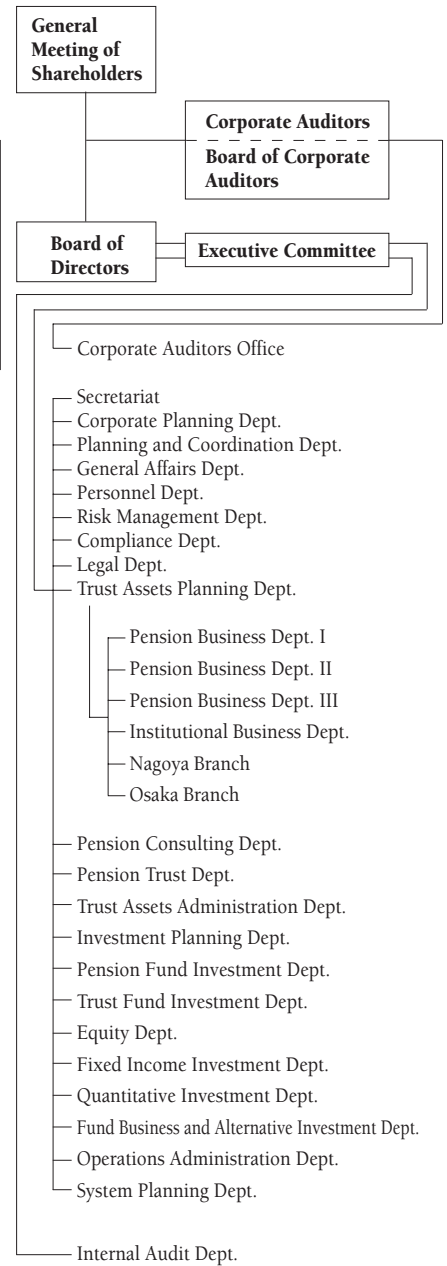 General
Meeting of
Shareholders
Corporate Auditors
Board of Corporate
Auditors
Board of
Directors
Executive Committee
Corporate Auditors Office
Secretariat
Corporate Planning Dept.
Planning and Coordination Dept.
General Affairs Dept.
Personnel Dept.
Risk Management Dept.
Compliance Dept.
Legal Dept.
Trust Assets Planning Dept.
Pension Business Dept. I
Pension Business Dept. II
Pension Business Dept. III
Institutional Business Dept.
Nagoya Branch
Osaka Branch
Pension Consulting Dept.
Pension Trust Dept.
Trust Assets Administration Dept.
Investment Planning Dept.
Pension Fund Investment Dept.
Trust Fund Investment Dept.
Equity Dept.
Fixed Income Investment Dept.
Quantitative Investment Dept.
Fund Business and Alternative Investment Dept.
Operations Administration Dept.
System Planning Dept.
Internal Audit Dept.